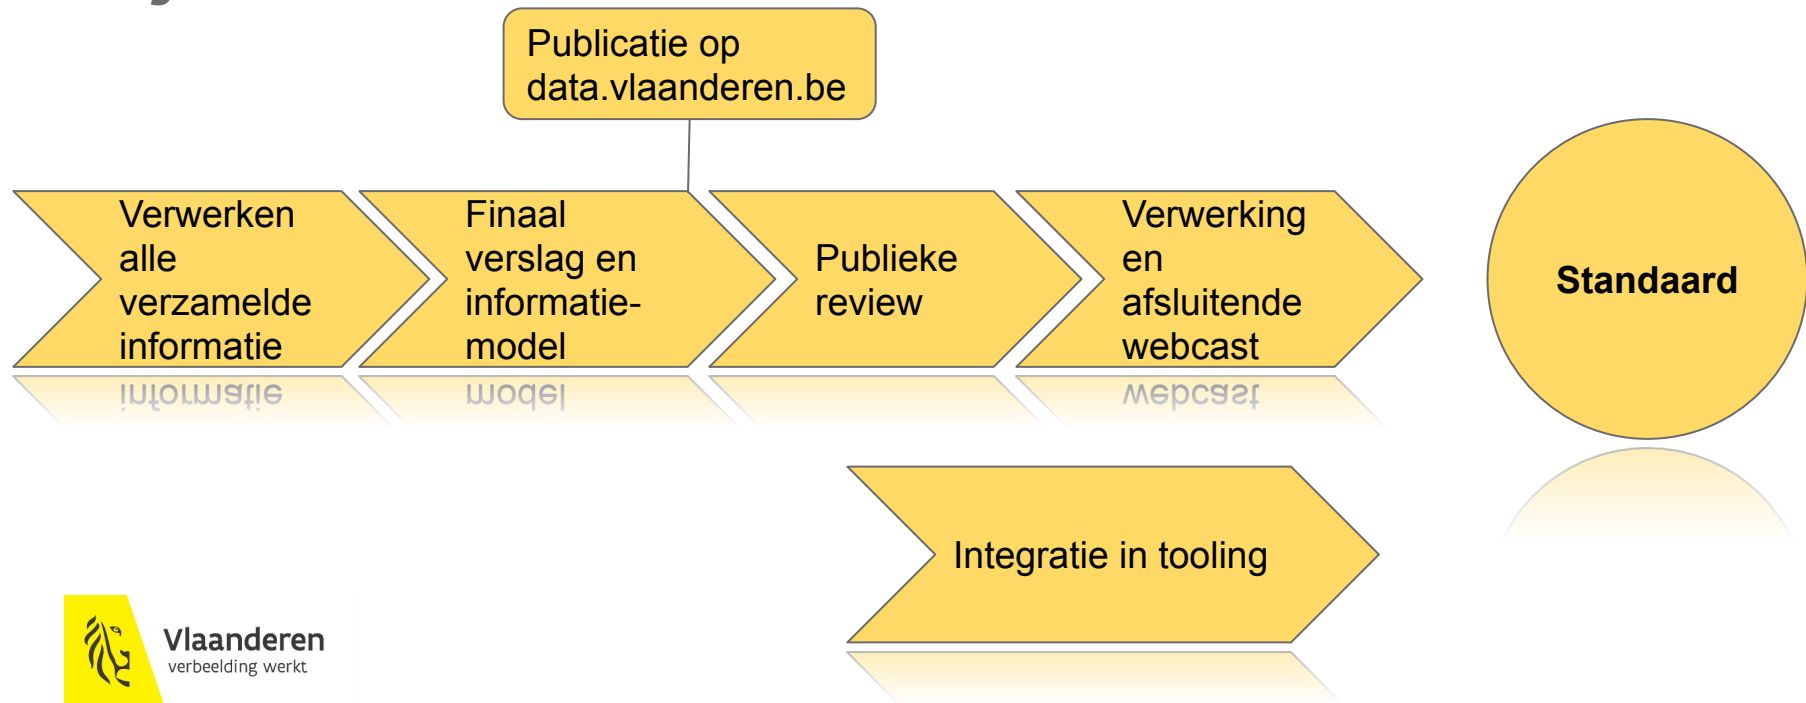 Publicatie op
data.vlaanderen.be
Verwerken
alle
verzamelde
informatie
Finaal
verslag en
informatie-
model
Publieke
review
Verwerking
en
afsluitende
webcast
Standaard
Integratie in tooling
Vlaanderen
verbeelding werkt